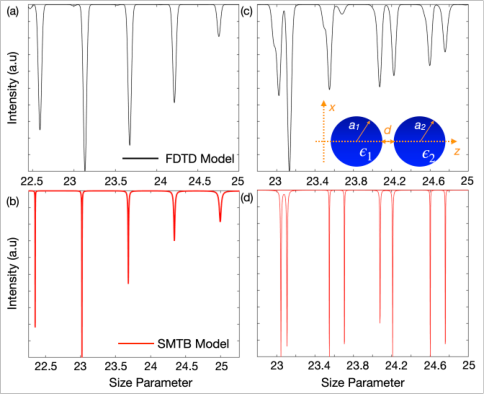 (a)
(c)
Intensity (a.u)
FDTD Model
22.5 23 23.5 24 24.5 25
x
a1 d a2
ϵ1 ϵ2 z
23 23.4 23.8 24.2 24.6 25
(b)
(d)
Intensity (a.u)
SMTB Model
22.5 23 23.5 24 24.5 25
Size Parameter
23 23.4 23.8 24.2 24.6 25
Size Parameter